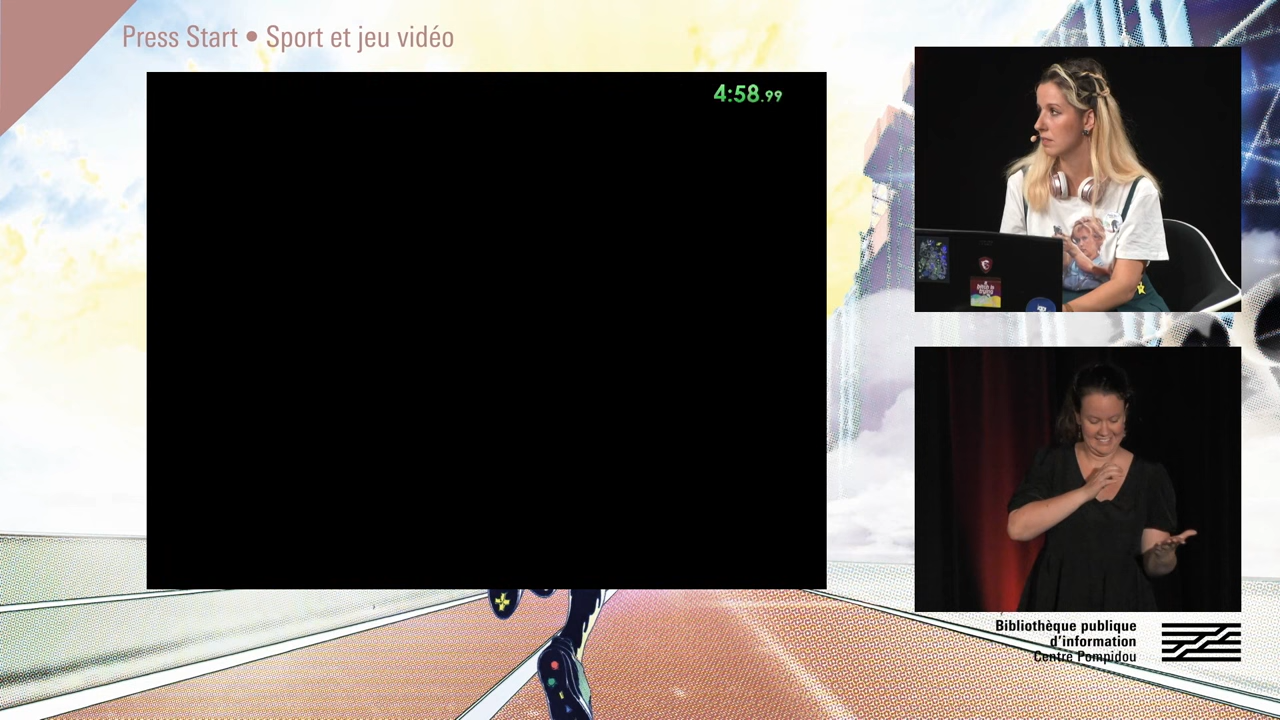 Press Start • Sport et jeu vidéo
4:58.99
Bibliothèque publique
d'information
Centre Pompidou